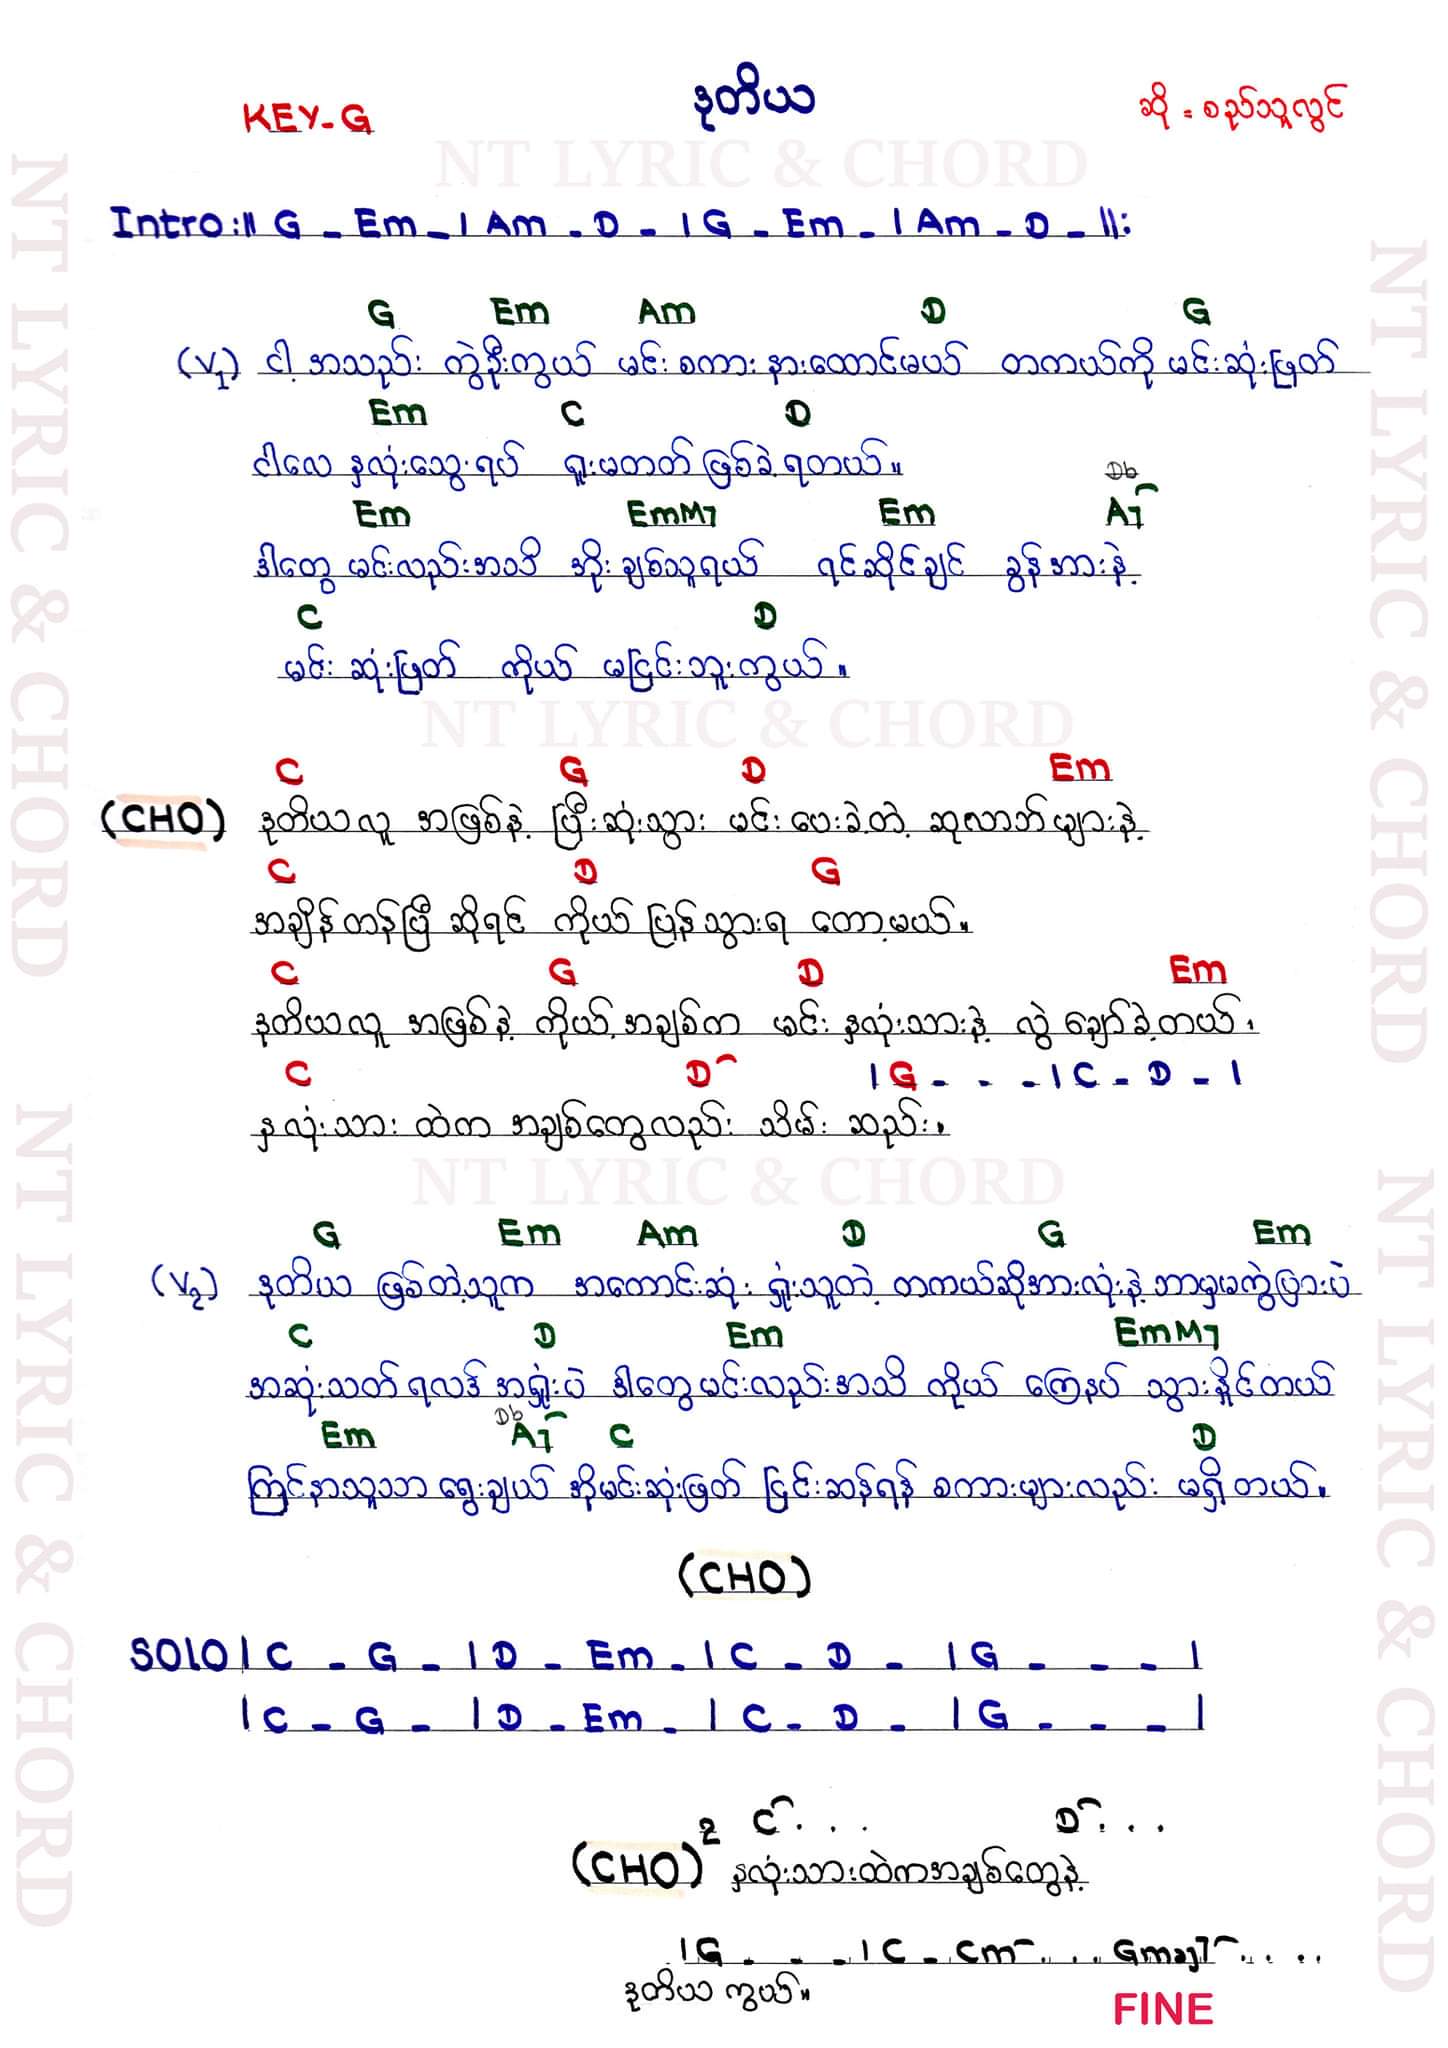 ဒုတိယ
KEY-G
ဆို = စည်သူလွင်
NT LYRIC & CHORD
Intro:|| G - Em - | Am - D - | G - Em - | Am - D - ||:
G Em Am D G
(V1) ငါ့ အသည်း ကွဲဦးကွယ် မင်း စကား နားထောင်မယ် တကယ်ကို မင်းဆုံးဖြတ်
Em C D
ငါလေ နှလုံးသွေးရပ် ရူးမတတ် ဖြစ်ခဲ့ရတယ်။
Db
Em EmM7 Em A7
ဒါတွေ မင်းလည်းအသိ အိုး ချစ်သူရယ် ရင်ဆိုင်ချင် ခွန်အားနဲ့
C D
မင်း ဆုံးဖြတ် ကိုယ် မငြင်းဘူးကွယ်။
NT LYRIC & CHORD
C G D Em
(CHO) ဒုတိယလူ အဖြစ်နဲ့ ပြီးဆုံးသွား မင်း ပေးခဲ့တဲ့ ဆုလာဘ်များနဲ့
C D G
အချိန်တန်ပြီ ဆိုရင် ကိုယ် ပြန်သွားရ တော့မယ်။
C G D Em
ဒုတိယလူ အဖြစ်နဲ့ ကိုယ့်အချစ်က မင်း နှလုံးသားနဲ့ လွဲ ချော်ခဲ့တယ်၊
C D | G - - - | C - D - |
နှလုံးသား ထဲက အချစ်တွေလည်း သိမ်း ဆည်း၊
NT LYRIC & CHORD
G Em Am D G Em
(V2) ဒုတိယ ဖြစ်တဲ့သူက အကောင်းဆုံး ရှုံးသူတဲ့ တကယ်ဆိုအားလုံးနဲ့ ဘာမှမကွဲပြားပဲ
C D Em EmM7
အဆုံးသတ် ရလဒ် အရှုံးပဲ ဒါတွေမင်းလည်းအသိ ကိုယ် ကြေနပ် သွားနိုင်တယ်
Db
Em A7 C D
ကြင်နာသူသာ ရွေးချယ် အိုမင်းဆုံးဖြတ် ငြင်းဆန်ရန် စကားများလည်း မရှိတယ်။
(CHO)
SOLO | C - G - | D - Em - | C - D - | G - - - |
| C - G - | D - Em - | C - D - | G - - - |
C . . . D . . .
(CHO)2 နှလုံးသားထဲကအချစ်တွေနဲ့
| G - - - | C - Cm . . . Gmaj7 . . . .
ဒုတိယ ကွယ်။
FINE
NT LYRIC & CHORD
NT LYRIC & CHORD
NT LYRIC & CHORD
NT LYRIC & CHORD